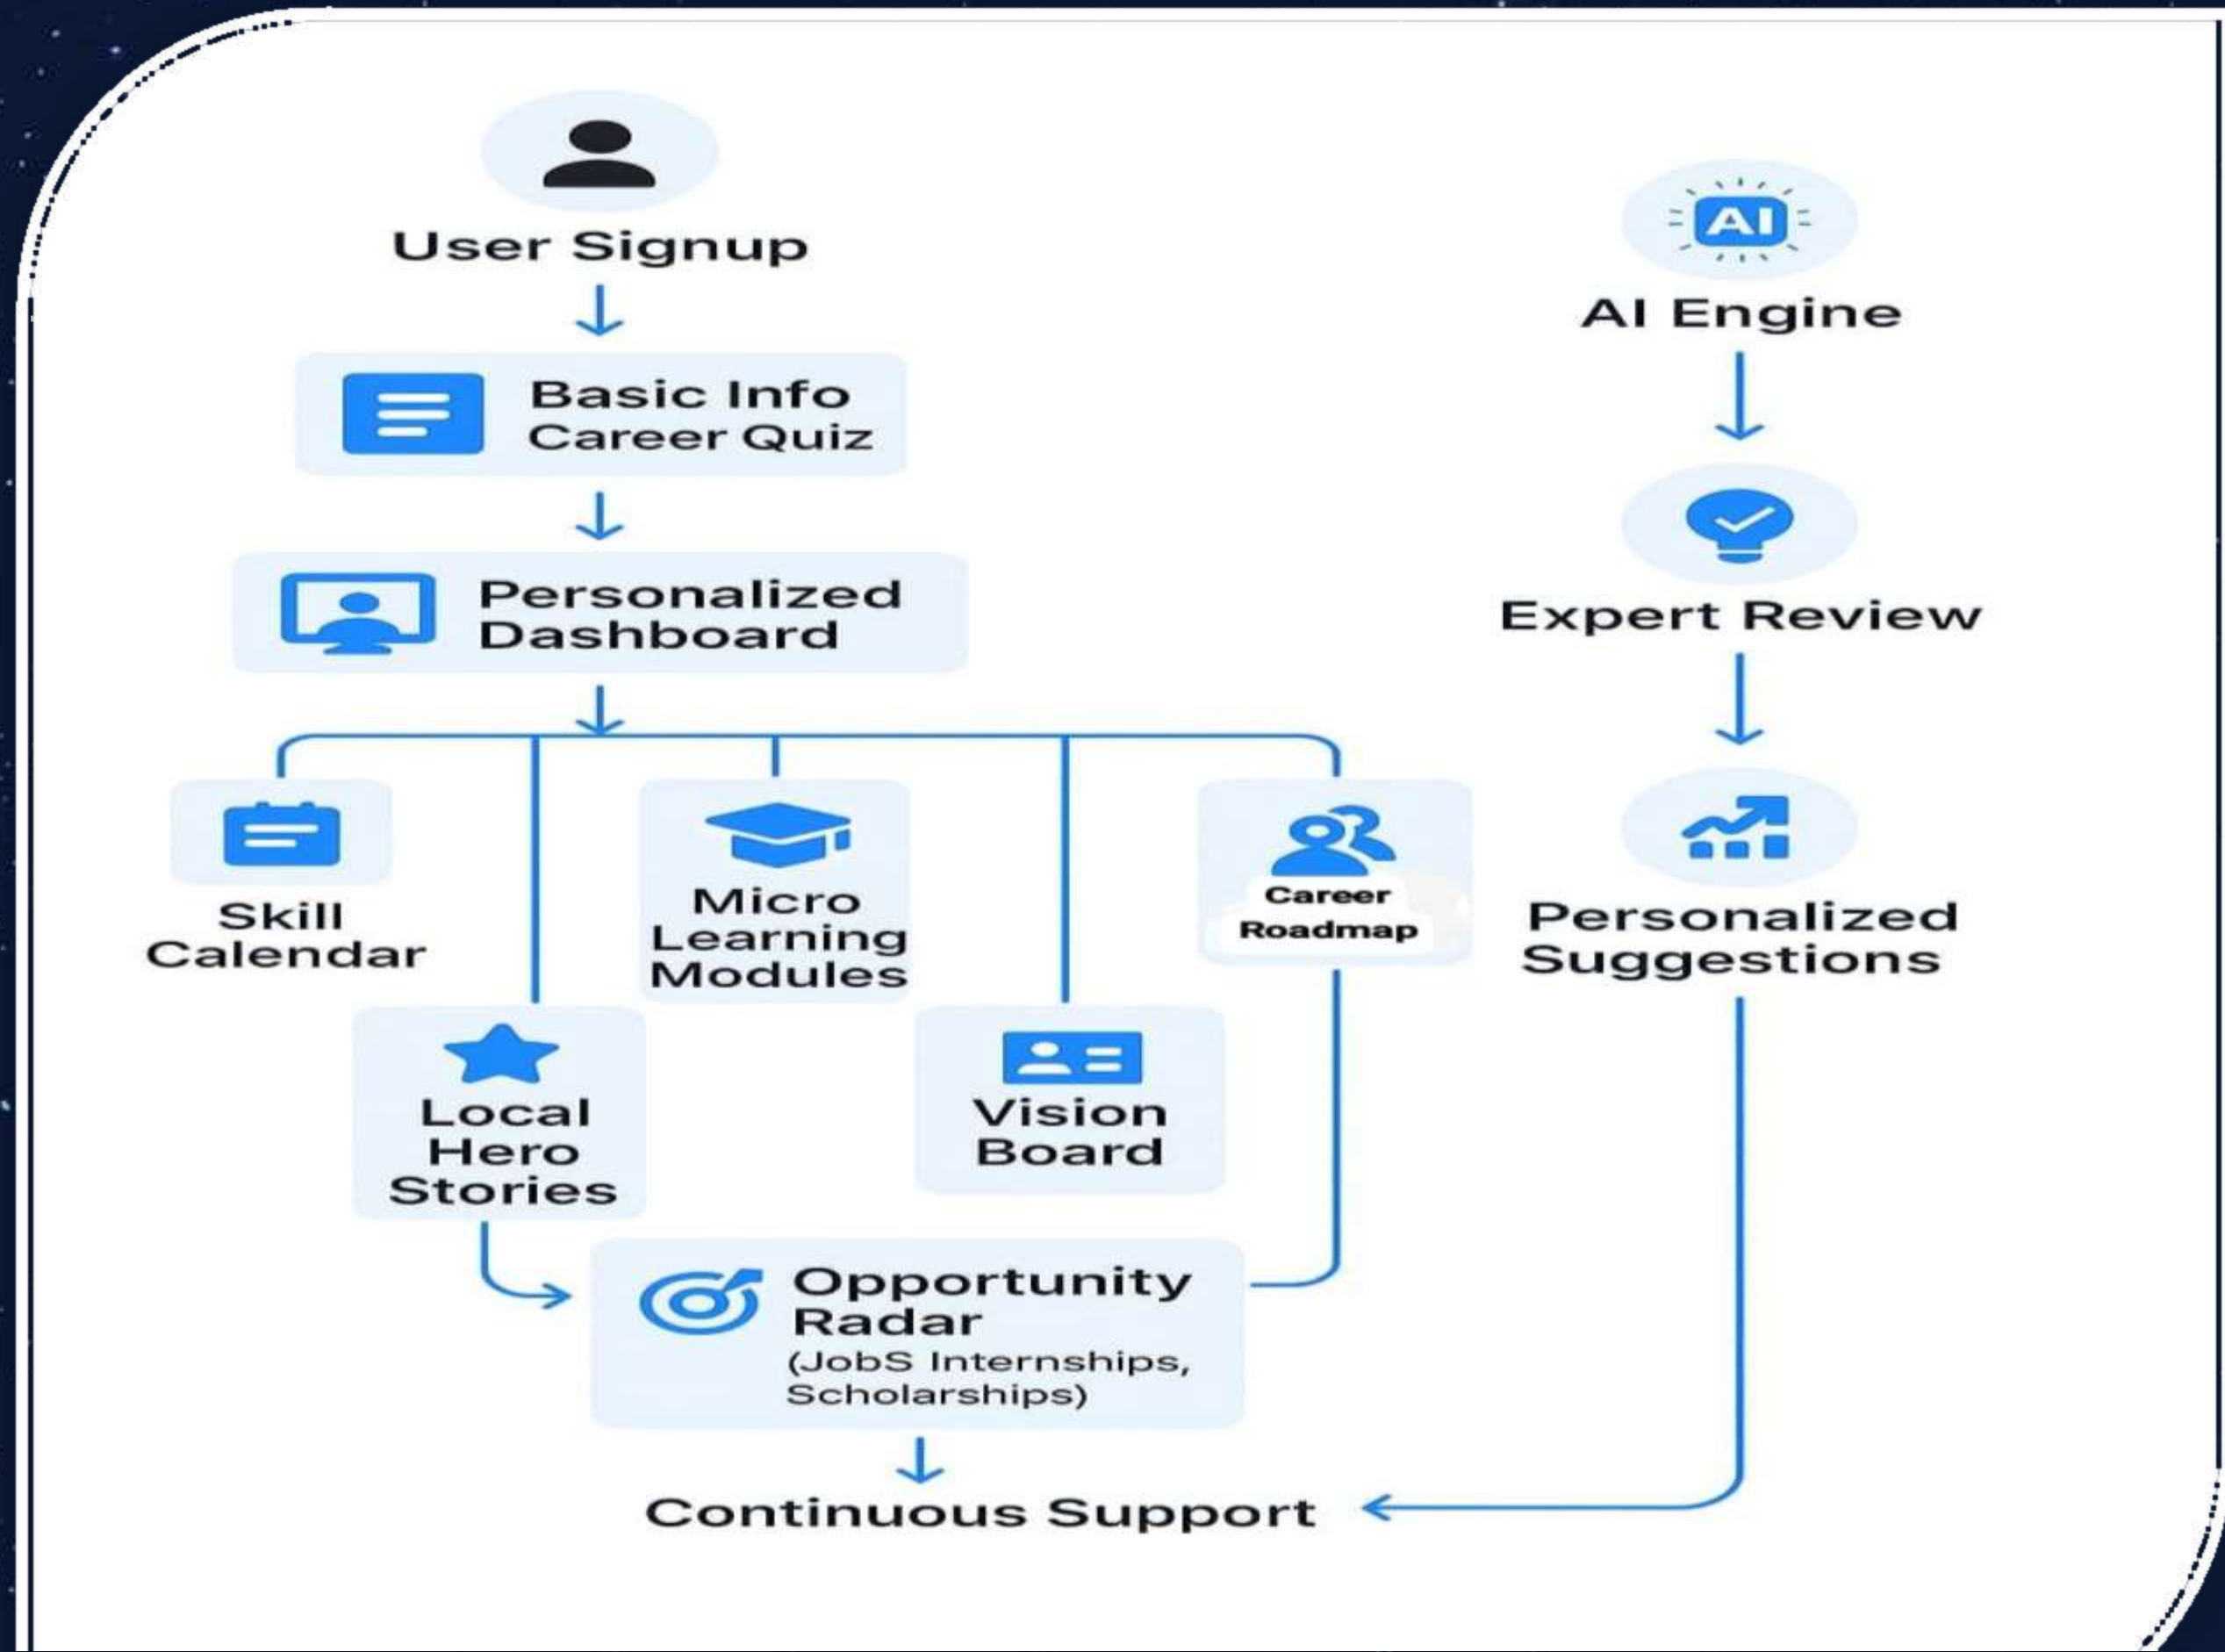 User Signup
Basic Info
Career Quiz
Personalized
Dashboard
Skill
Calendar
Micro
Learning
Modules
Career
Roadmap
Local
Hero
Stories
Vision
Board
Opportunity
Radar
(JobS Internships,
Scholarships)
Continuous Support
AI
AI Engine
Expert Review
Personalized
Suggestions